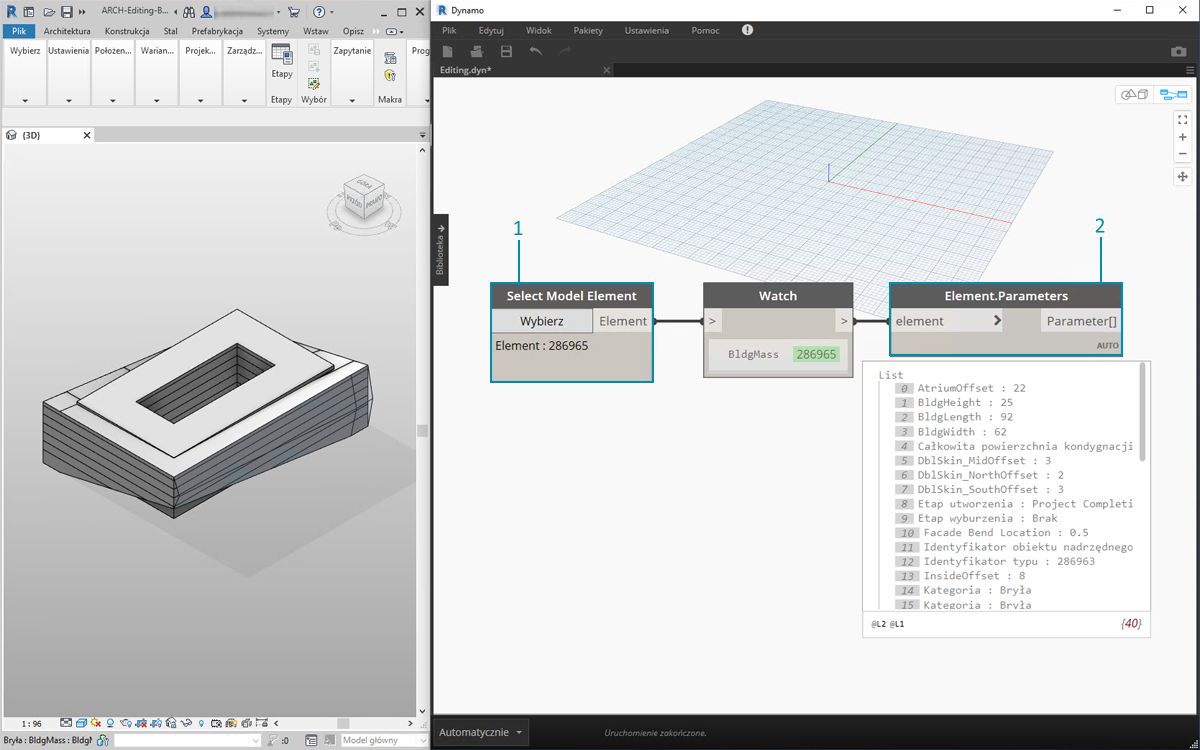 ARCH-Editing-B...
Plik Architektura Konstrukcja Stal Prefabrykacja Systemy Wstaw Opisz
Wybierz Ustawienia Położen... Warian... Projek... Zarządz... Etapy Zapytanie Prog
Etapy Wybór Makra
{3D}
1 : 96
Bryła : BldgMass : Bldg
:0
Model główny
Dynamo
Plik Edytuj Widok Pakiety Ustawienia Pomoc
Editing.dyn*
Biblioteka
1
2
Select Model Element
Wybierz Element
Element : 286965
Watch
> >
BldgMass 286965
Element.Parameters
element Parameter[]
AUTO
List
0 AtriumOffset : 22
1 BldgHeight : 25
2 BldgLength : 92
3 BldgWidth : 62
4 Całkowita powierzchnia kondygnacji
5 DblSkin_MidOffset : 3
6 DblSkin_NorthOffset : 2
7 DblSkin_SouthOffset : 3
8 Etap utworzenia : Project Completi
9 Etap wyburzenia : Brak
10 Facade Bend Location : 0.5
11 Identyfikator obiektu nadrzędnego
12 Identyfikator typu : 286963
13 InsideOffset : 8
14 Kategoria : Bryła
15 Kategoria : Bryła
@L2 @L1 {40}
Automatycznie
Uruchomienie zakończone.